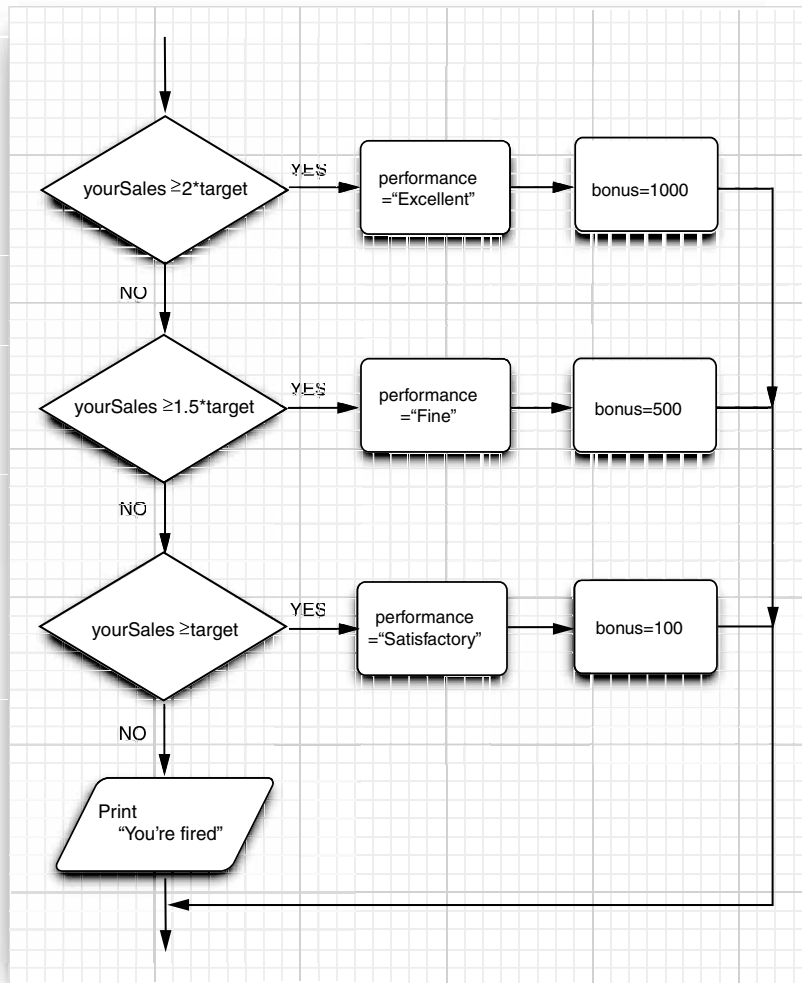 yourSales ≥2*target
YES
performance
="Excellent"
bonus=1000
NO
yourSales ≥1.5*target
YES
performance
="Fine"
bonus=500
NO
yourSales ≥target
YES
performance
="Satisfactory"
bonus=100
NO
Print
"You're fired"